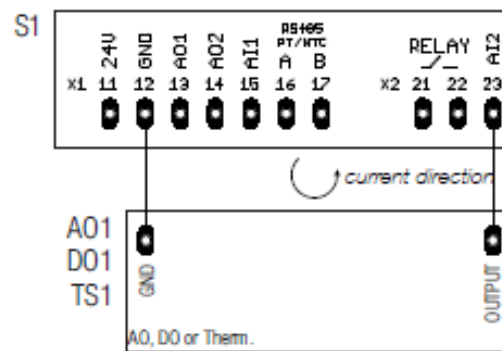 S1
24V GND AO1 AO2 AI1 RS485 PT/NTC A B RELAY AI2
X1 11 12 13 14 15 16 17 X2 21 22 23
current direction
AO1
DO1
TS1
GND
OUTPUT
AO, DO or Therm.